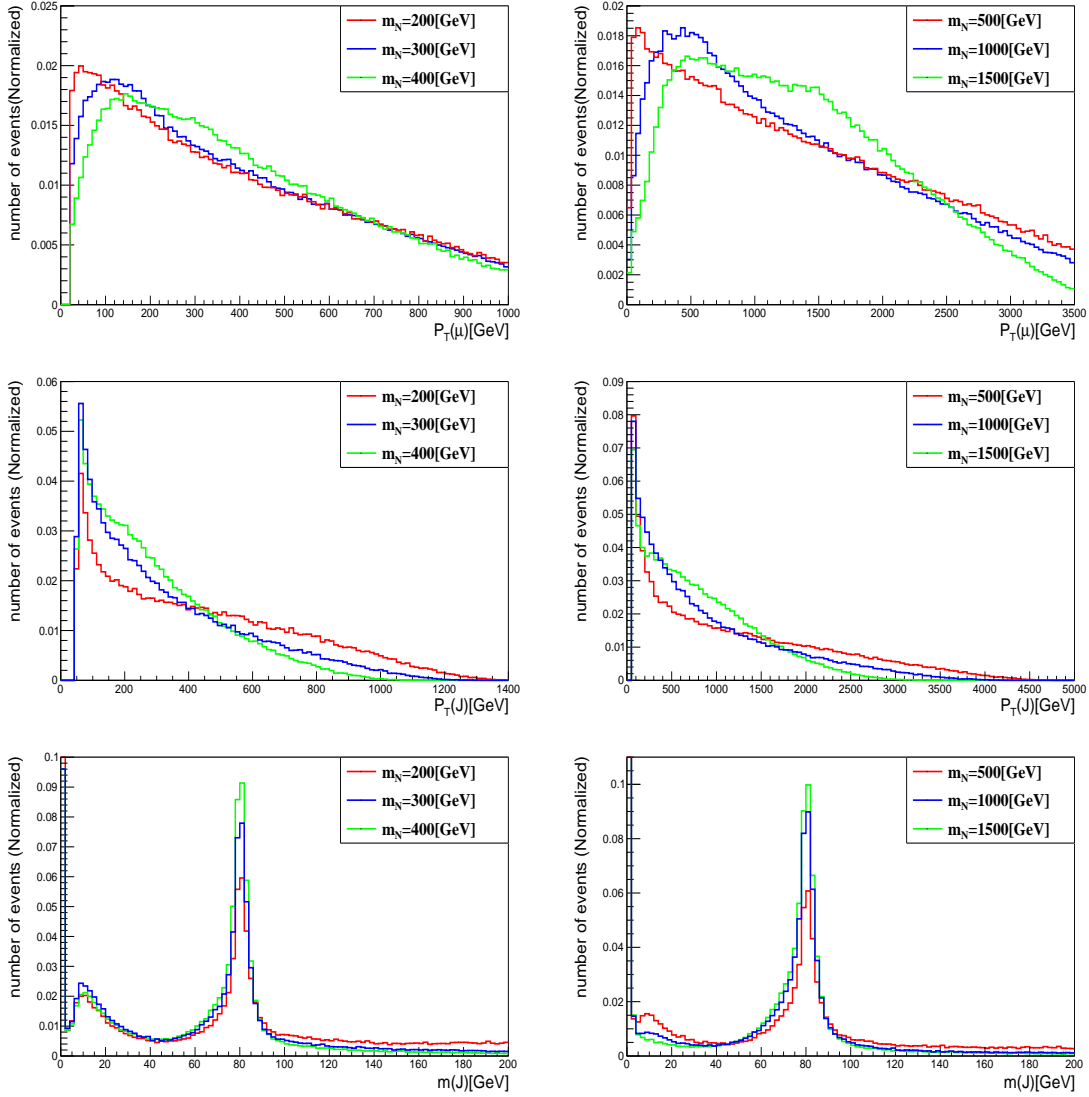 number of events(Normalized)
0.025
0.02
0.015
0.01
0.005
0
0 100 200 300 400 500 600 700 800 900 1000
P_T(μ)[GeV]
m_N=200[GeV]
m_N=300[GeV]
m_N=400[GeV]
number of events(Normalized)
0.02
0.018
0.016
0.014
0.012
0.01
0.008
0.006
0.004
0.002
0
0 500 1000 1500 2000 2500 3000 3500
P_T(μ)[GeV]
m_N=500[GeV]
m_N=1000[GeV]
m_N=1500[GeV]
number of events (Normalized)
0.06
0.05
0.04
0.03
0.02
0.01
0
0 200 400 600 800 1000 1200 1400
P_T(J)[GeV]
m_N=200[GeV]
m_N=300[GeV]
m_N=400[GeV]
number of events (Normalized)
0.09
0.08
0.07
0.06
0.05
0.04
0.03
0.02
0.01
0
0 500 1000 1500 2000 2500 3000 3500 4000 4500 5000
P_T(J)[GeV]
m_N=500[GeV]
m_N=1000[GeV]
m_N=1500[GeV]
number of events (Normalized)
0.1
0.09
0.08
0.07
0.06
0.05
0.04
0.03
0.02
0.01
0
0 20 40 60 80 100 120 140 160 180 200
m(J)[GeV]
m_N=200[GeV]
m_N=300[GeV]
m_N=400[GeV]
number of events (Normalized)
0.1
0.08
0.06
0.04
0.02
0
0 20 40 60 80 100 120 140 160 180 200
m(J)[GeV]
m_N=500[GeV]
m_N=1000[GeV]
m_N=1500[GeV]